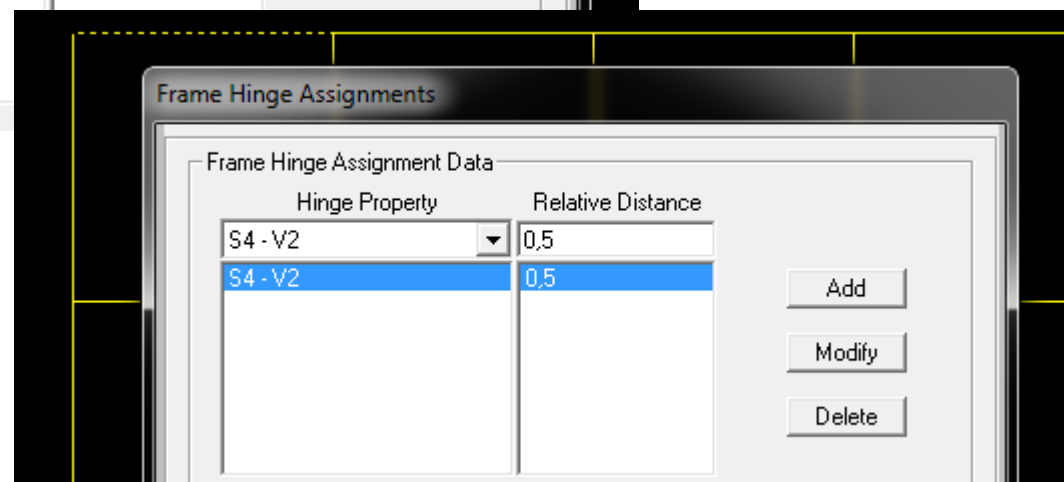 Frame Hinge Assignments
Frame Hinge Assignment Data
Hinge Property Relative Distance
S4 - V2 0,5
S4 - V2 0,5
Add
Modify
Delete